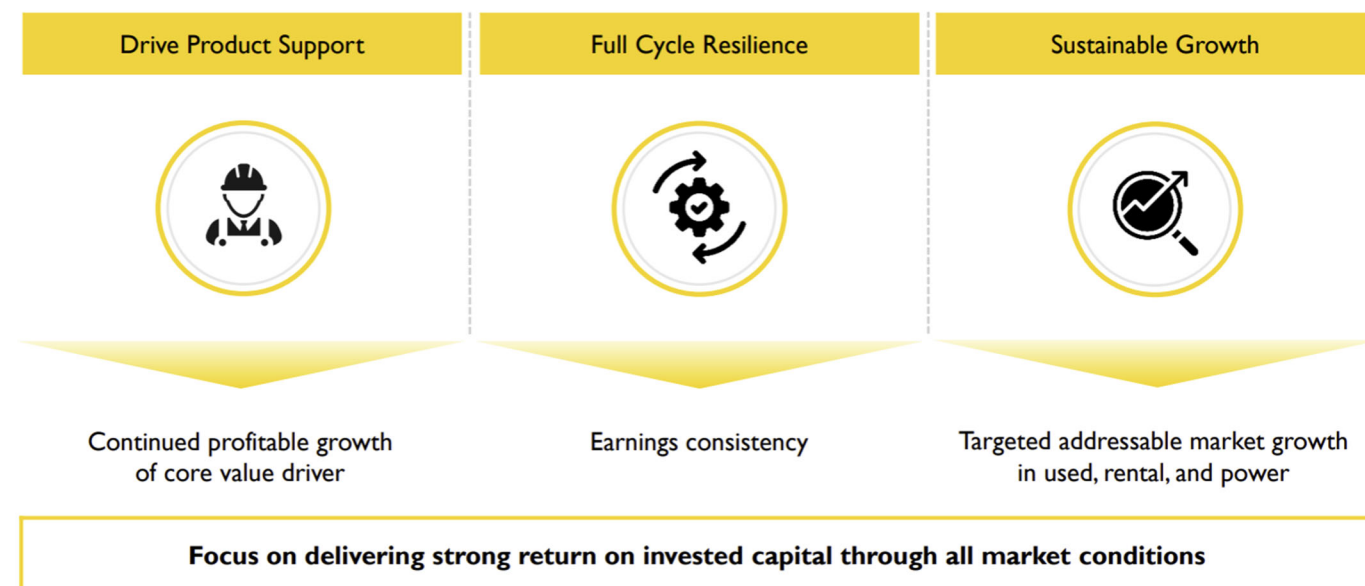 Drive Product Support
Full Cycle Resilience
Sustainable Growth
Continued profitable growth
of core value driver
Earnings consistency
Targeted addressable market growth
in used, rental, and power
Focus on delivering strong return on invested capital through all market conditions